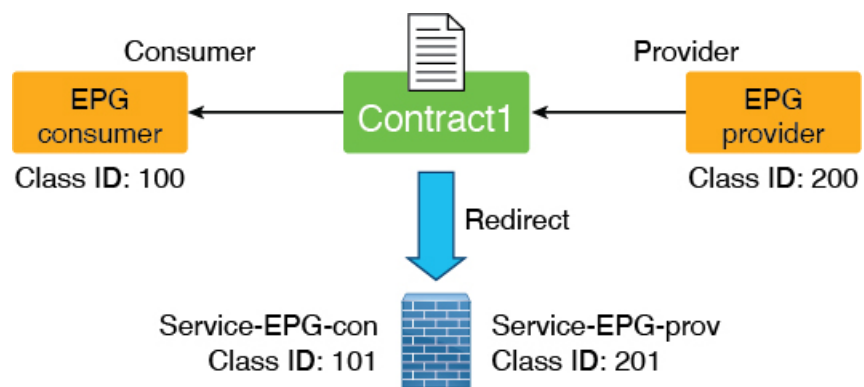 Consumer
Provider
EPG
consumer
Contract1
EPG
provider
Class ID: 100
Class ID: 200
Redirect
Service-EPG-con
Class ID: 101
Service-EPG-prov
Class ID: 201